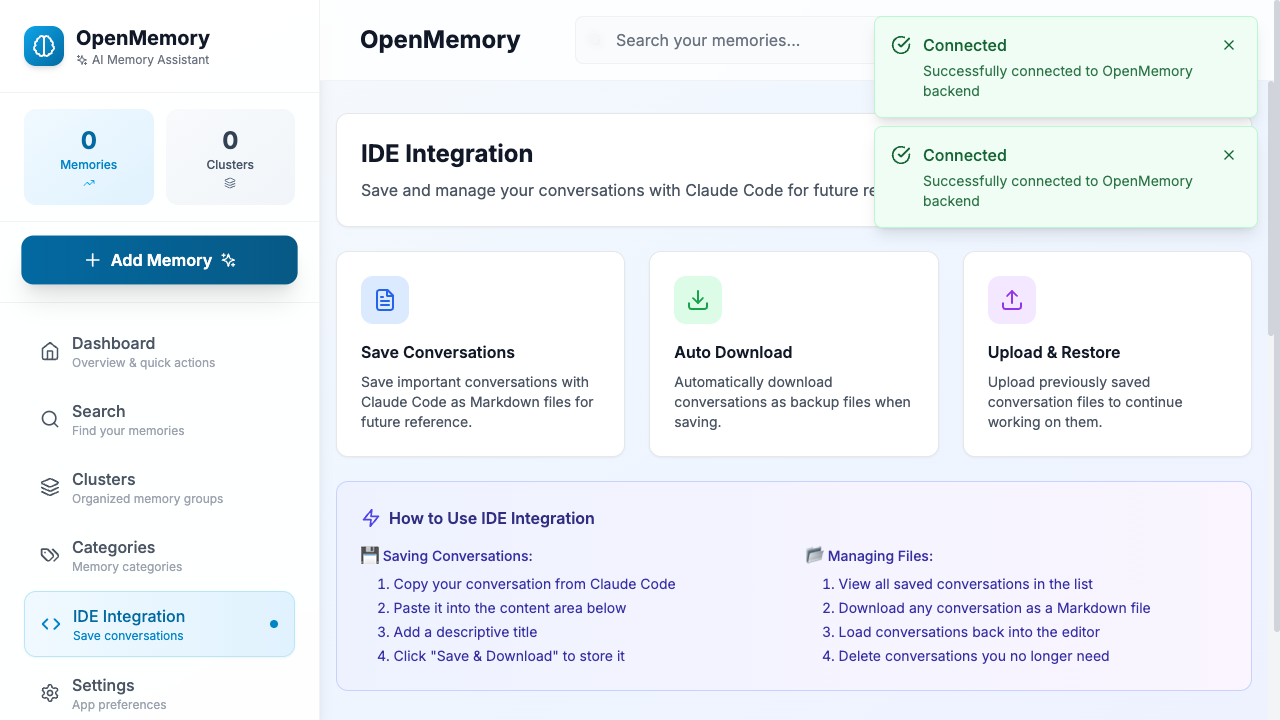 OpenMemory
AI Memory Assistant
0
Memories
0
Clusters
Add Memory
Dashboard
Overview & quick actions
Search
Find your memories
Clusters
Organized memory groups
Categories
Memory categories
IDE Integration
Save conversations
Settings
App preferences
OpenMemory
Search your memories...
Connected
Successfully connected to OpenMemory
backend
Connected
Successfully connected to OpenMemory
backend
IDE Integration
Save and manage your conversations with Claude Code for future
Save Conversations
Save important conversations with
Claude Code as Markdown files for
future reference.
Auto Download
Automatically download
conversations as backup files when
saving.
Upload & Restore
Upload previously saved
conversation files to continue
working on them.
How to Use IDE Integration
💾 Saving Conversations:
1. Copy your conversation from Claude Code
2. Paste it into the content area below
3. Add a descriptive title
4. Click "Save & Download" to store it
📂 Managing Files:
1. View all saved conversations in the list
2. Download any conversation as a Markdown file
3. Load conversations back into the editor
4. Delete conversations you no longer need